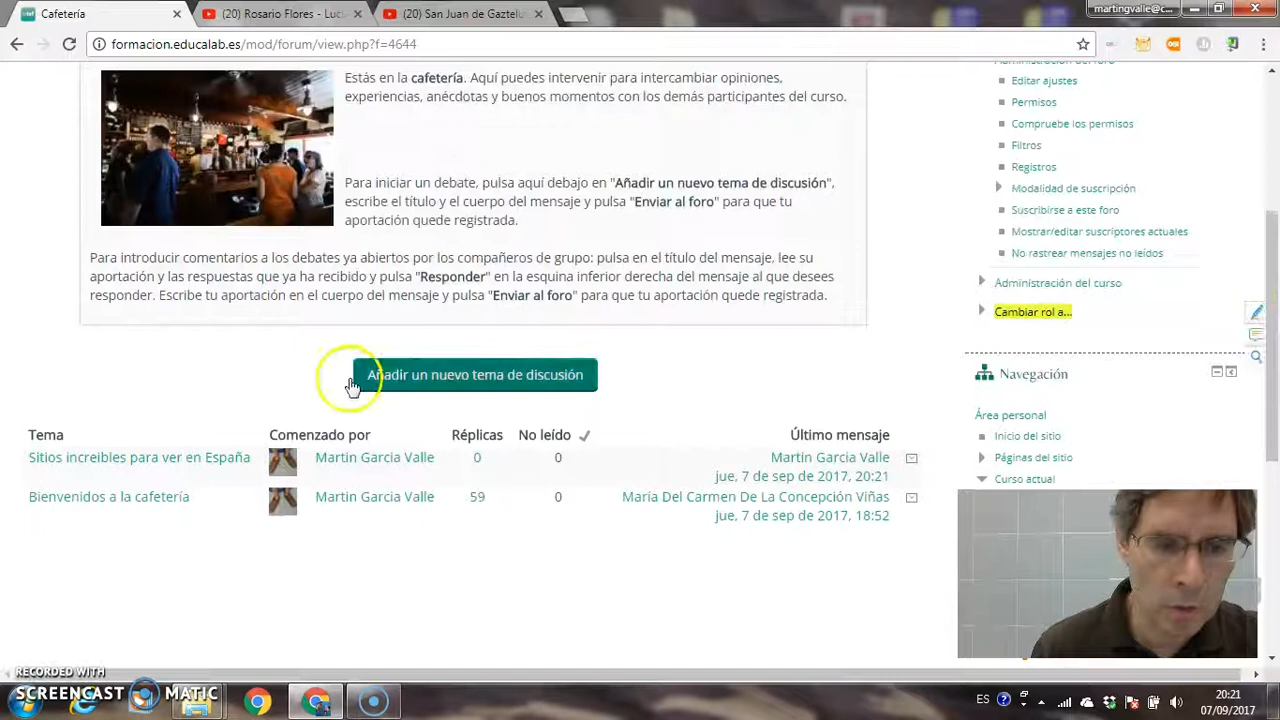 Cafetería
(20) Rosario Flores - Luc
(20) San Juan de Gaztelu
martingvalle@c...
formacion.educalab.es/mod/forum/view.php?f=4644
Estás en la cafetería. Aquí puedes intervenir para intercambiar opiniones,
experiencias, anécdotas y buenos momentos con los demás participantes del curso.
Para iniciar un debate, pulsa aquí debajo en "Añadir un nuevo tema de discusión",
escribe el título y el cuerpo del mensaje y pulsa "Enviar al foro" para que tu
aportación quede registrada.
Para introducir comentarios a los debates ya abiertos por los compañeros de grupo: pulsa en el título del mensaje, lee su
aportación y las respuestas que ya ha recibido y pulsa "Responder" en la esquina inferior derecha del mensaje al que desees
responder. Escribe tu aportación en el cuerpo del mensaje y pulsa "Enviar al foro" para que tu aportación quede registrada.
Añadir un nuevo tema de discusión
Tema Comenzado por Réplicas No leído Último mensaje
Sitios increibles para ver en España Martin Garcia Valle 0 0 Martin Garcia Valle
jue, 7 de sep de 2017, 20:21
Bienvenidos a la cafetería Martin Garcia Valle 59 0 María Del Carmen De La Concepción Viñas
jue, 7 de sep de 2017, 18:52
Administración del foro
Editar ajustes
Permisos
Compruebe los permisos
Filtros
Registros
Modalidad de suscripción
Suscribirse a este foro
Mostrar/editar suscriptores actuales
No rastrear mensajes no leídos
Administración del curso
Cambiar rol a...
Navegación
Área personal
Inicio del sitio
Páginas del sitio
Curso actual
RECORDED WITH
SCREENCAST MATIC
ES
20:21
07/09/2017